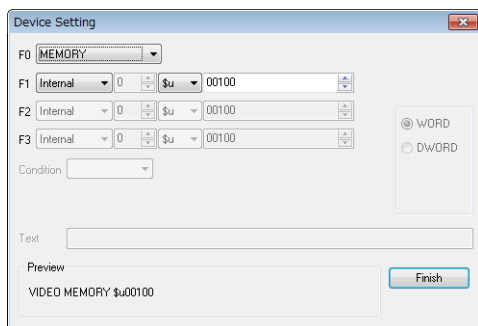 Device Setting
F0 MEMORY
F1 Internal 0 $u 00100
F2 Internal 0 $u 00100
F3 Internal 0 $u 00100
WORD
DWORD
Condition
Text
Preview
VIDEO MEMORY $u00100
Finish